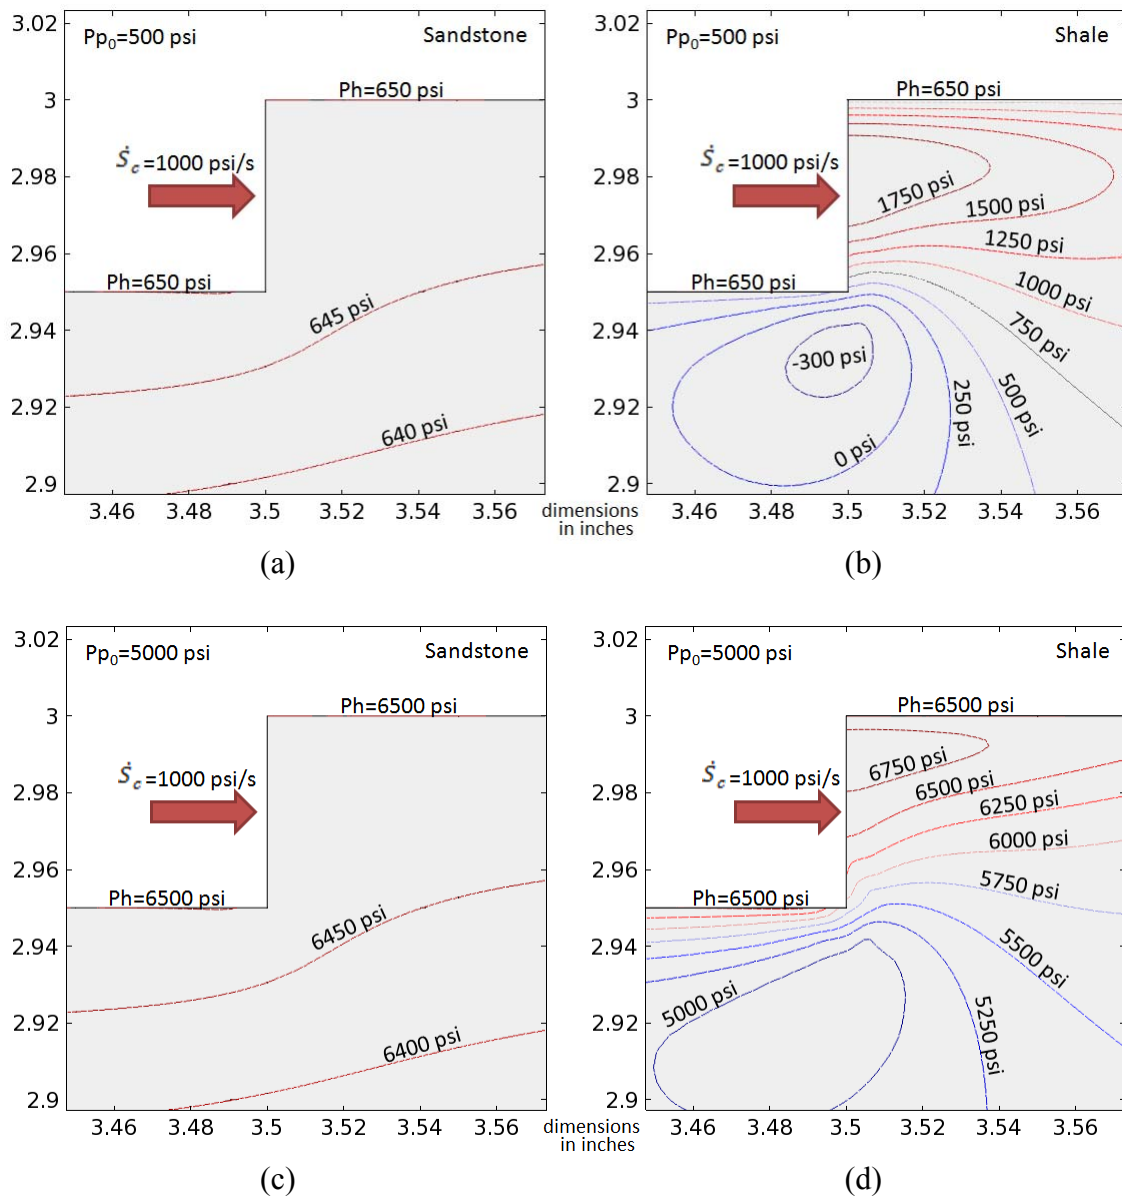 3.02
Pp₀=500 psi
Sandstone
Ph=650 psi
3
Ṡc=1000 psi/s
2.98
2.96
Ph=650 psi
645 psi
2.94
2.92
640 psi
2.9
3.46 3.48 3.5 3.52 3.54 3.56
(a)
3.02
Pp₀=500 psi
Shale
Ph=650 psi
3
Ṡc=1000 psi/s
2.98
1750 psi
1500 psi
1250 psi
2.96
Ph=650 psi
1000 psi
2.94
750 psi
-300 psi
500 psi
250 psi
2.92
0 psi
2.9
3.46 3.48 3.5 3.52 3.54 3.56
dimensions
in inches
(b)
3.02
Pp₀=5000 psi
Sandstone
Ph=6500 psi
3
Ṡc=1000 psi/s
2.98
2.96
Ph=6500 psi
6450 psi
2.94
2.92
6400 psi
2.9
3.46 3.48 3.5 3.52 3.54 3.56
(c)
3.02
Pp₀=5000 psi
Shale
Ph=6500 psi
3
Ṡc=1000 psi/s
6750 psi
6500 psi
2.98
6250 psi
6000 psi
2.96
Ph=6500 psi
5750 psi
2.94
5500 psi
5000 psi
5250 psi
2.92
2.9
3.46 3.48 3.5 3.52 3.54 3.56
dimensions
in inches
(d)